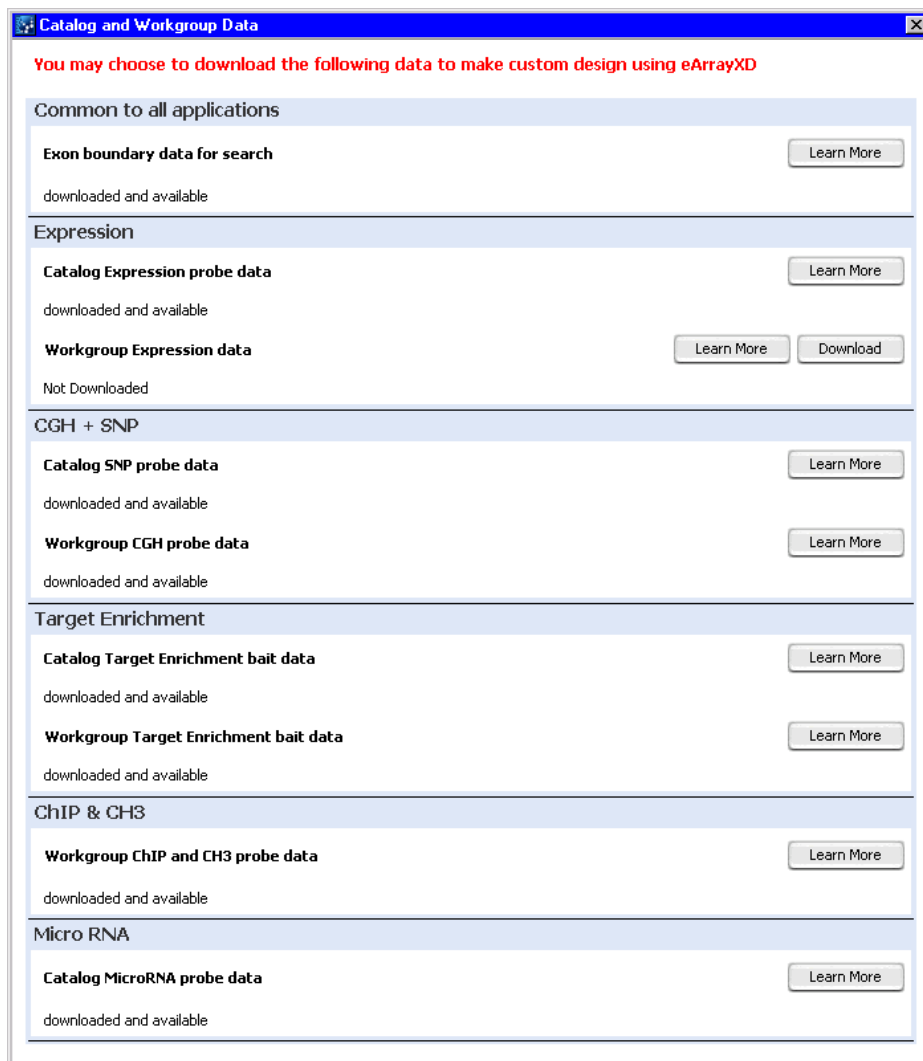 Catalog and Workgroup Data
You may choose to download the following data to make custom design using eArrayXD
Common to all applications
Exon boundary data for search
Learn More
downloaded and available
Expression
Catalog Expression probe data
Learn More
downloaded and available
Workgroup Expression data
Learn More
Download
Not Downloaded
CGH + SNP
Catalog SNP probe data
Learn More
downloaded and available
Workgroup CGH probe data
Learn More
downloaded and available
Target Enrichment
Catalog Target Enrichment bait data
Learn More
downloaded and available
Workgroup Target Enrichment bait data
Learn More
downloaded and available
ChIP & CH3
Workgroup ChIP and CH3 probe data
Learn More
downloaded and available
Micro RNA
Catalog MicroRNA probe data
Learn More
downloaded and available